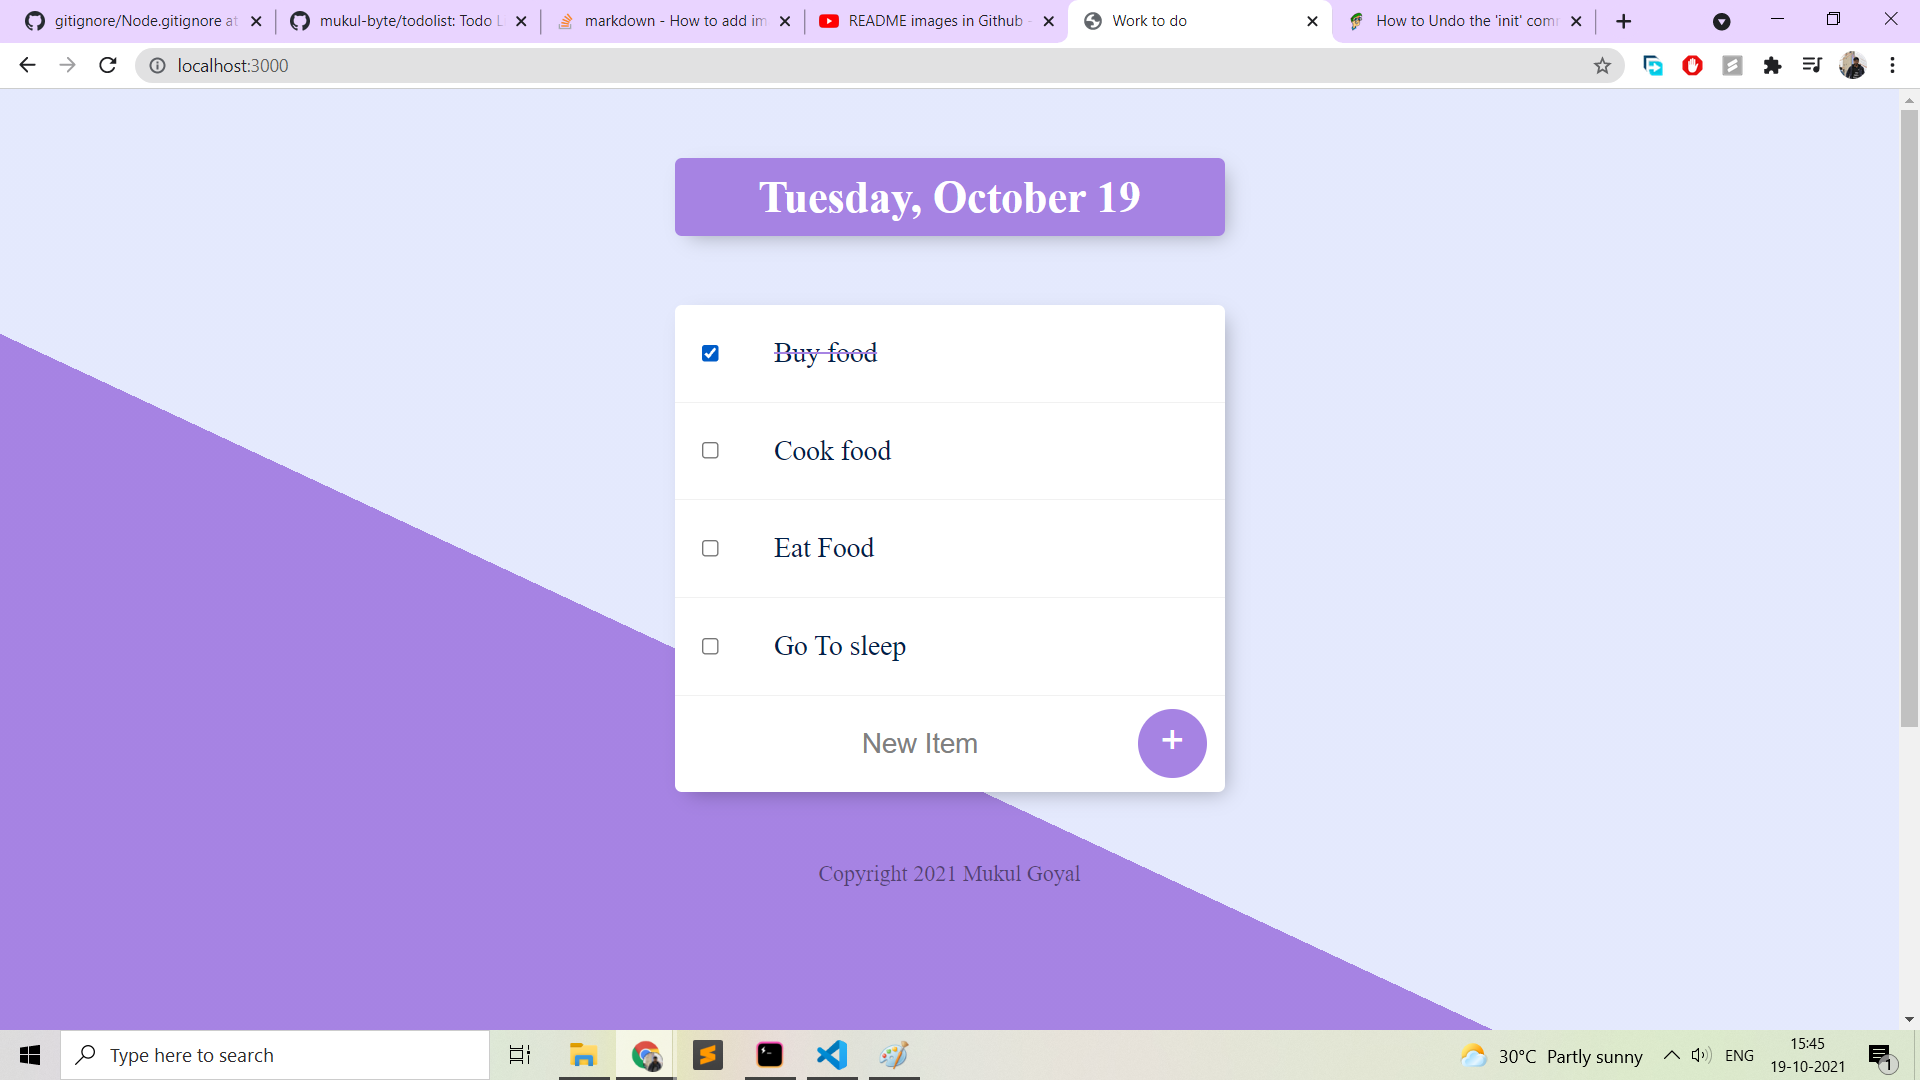 gitignore/Node.gitignore at
mukul-byte/todolist: Todo L
markdown - How to add im
README images in Github -
Work to do
How to Undo the 'init' com
localhost:3000
Tuesday, October 19
Buy food
Cook food
Eat Food
Go To sleep
New Item
+
Copyright 2021 Mukul Goyal
Type here to search
30°C Partly sunny
ENG
15:45
19-10-2021
1